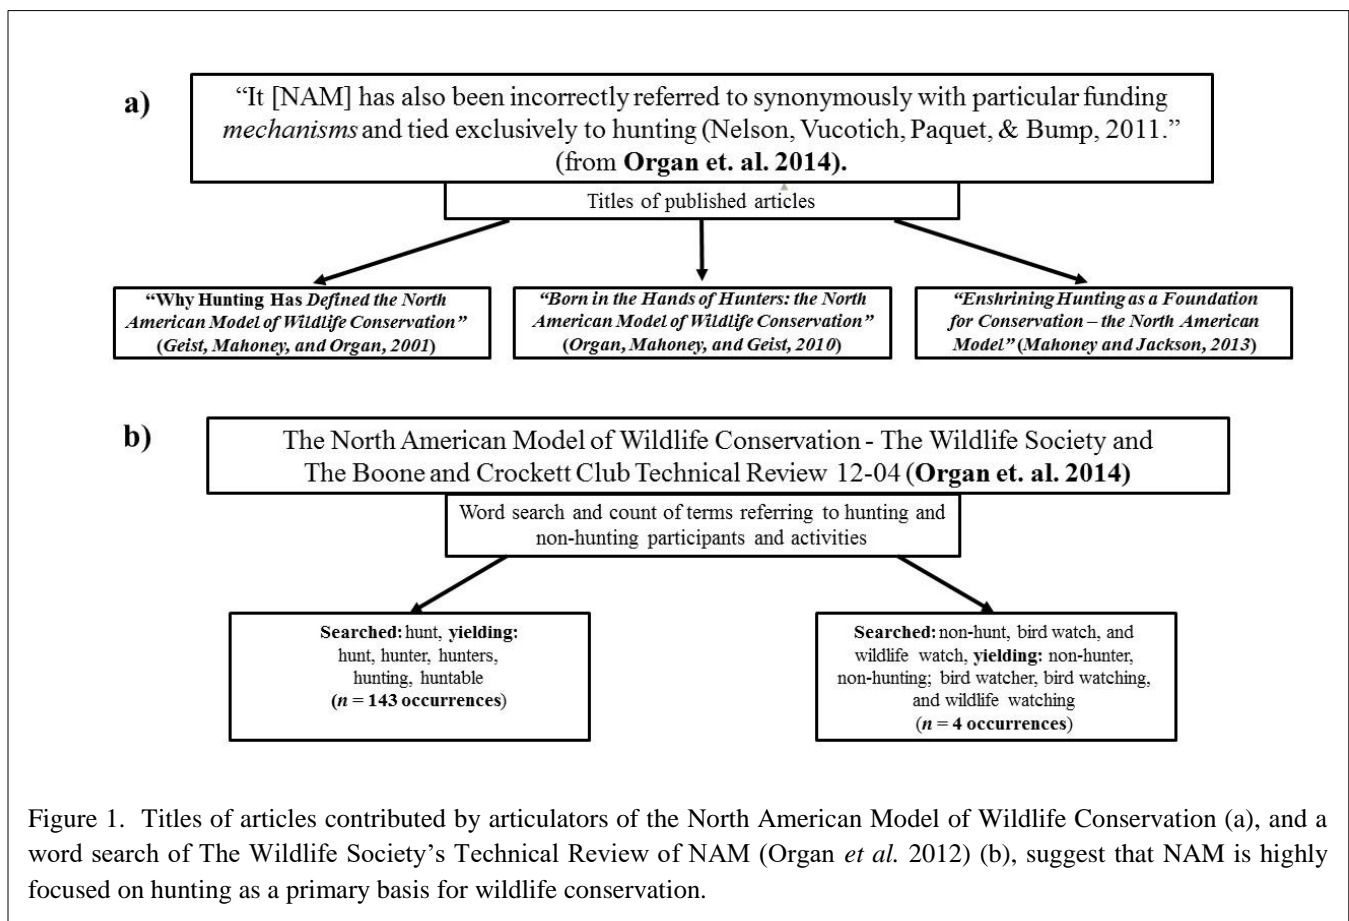 a)
“It [NAM] has also been incorrectly referred to synonymously with particular funding
mechanisms and tied exclusively to hunting (Nelson, Vucotich, Paquet, & Bump, 2011.”
(from Organ et. al. 2014).
Titles of published articles
“Why Hunting Has Defined the North
American Model of Wildlife Conservation”
(Geist, Mahoney, and Organ, 2001)
“Born in the Hands of Hunters: the North
American Model of Wildlife Conservation”
(Organ, Mahoney, and Geist, 2010)
“Enshrining Hunting as a Foundation
for Conservation – the North American
Model” (Mahoney and Jackson, 2013)
b)
The North American Model of Wildlife Conservation - The Wildlife Society and
The Boone and Crockett Club Technical Review 12-04 (Organ et. al. 2014)
Word search and count of terms referring to hunting and
non-hunting participants and activities
Searched: hunt, yielding:
hunt, hunter, hunters,
hunting, huntable
(n = 143 occurrences)
Searched: non-hunt, bird watch, and
wildlife watch, yielding: non-hunter,
non-hunting; bird watcher, bird watching,
and wildlife watching
(n = 4 occurrences)
Figure 1. Titles of articles contributed by articulators of the North American Model of Wildlife Conservation (a), and a
word search of The Wildlife Society’s Technical Review of NAM (Organ et al. 2012) (b), suggest that NAM is highly
focused on hunting as a primary basis for wildlife conservation.